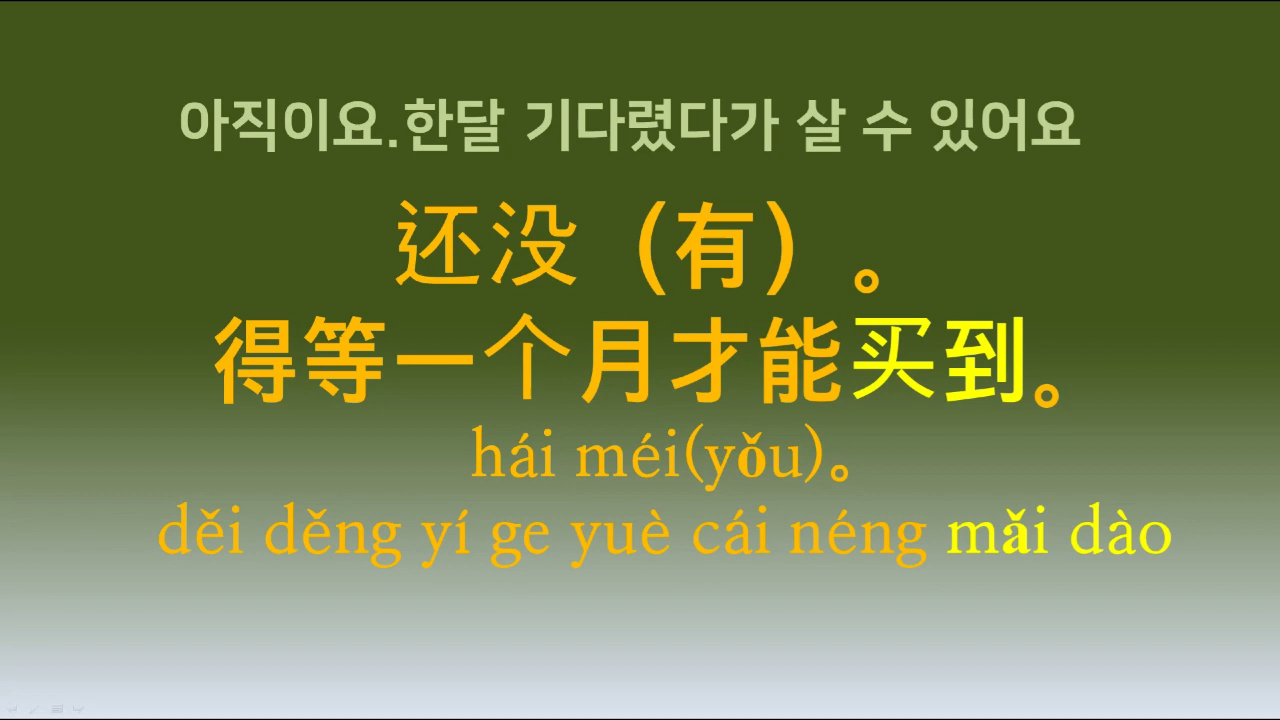 아직이요.한달 기다렸다가 살 수 있어요
还没（有）。
得等一个月才能买到。
hái méi(yǒu)。
děi děng yí ge yuè cái néng mǎi dào